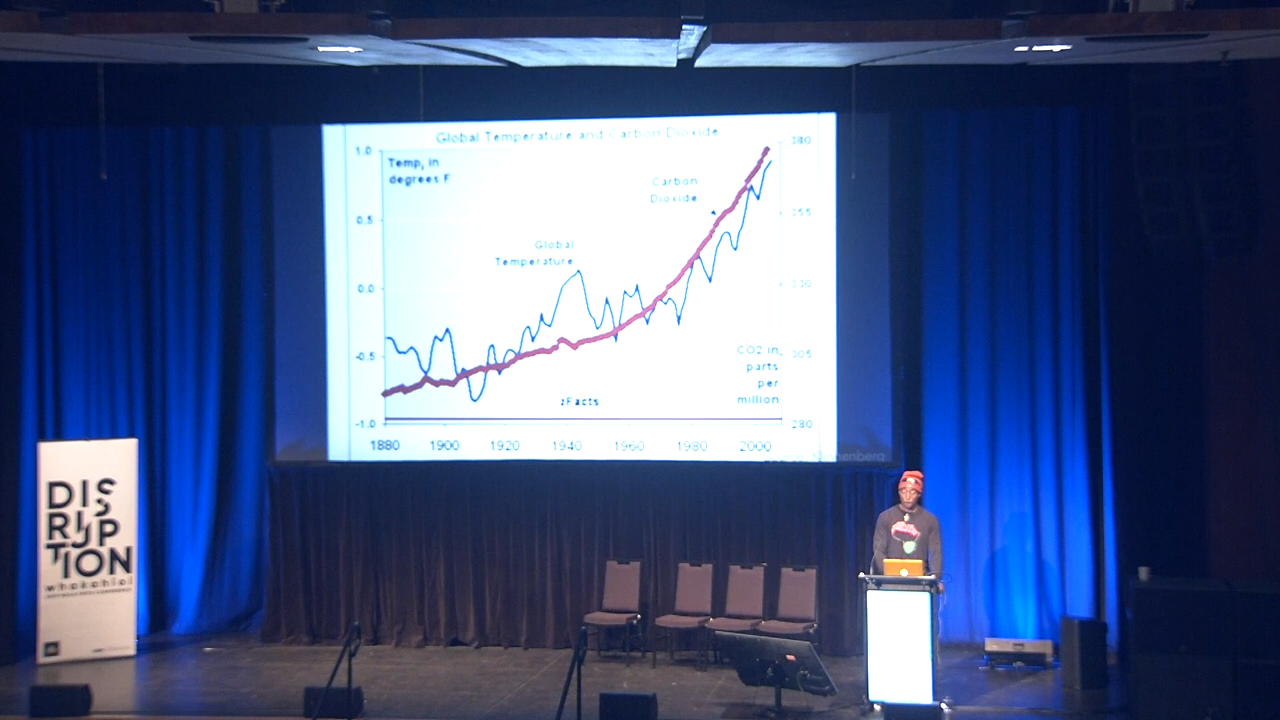 Global Temperature and Carbon Dioxide
1.0
380
Temp, in
degrees F
Carbon
Dioxide
0.5
355
Global
Temperature
0.0
330
-0.5
CO2 in,
305
parts
per
million
zFacts
-1.0
280
1880 1900 1920 1940 1960 1980 2000
DIS
RUP
TION